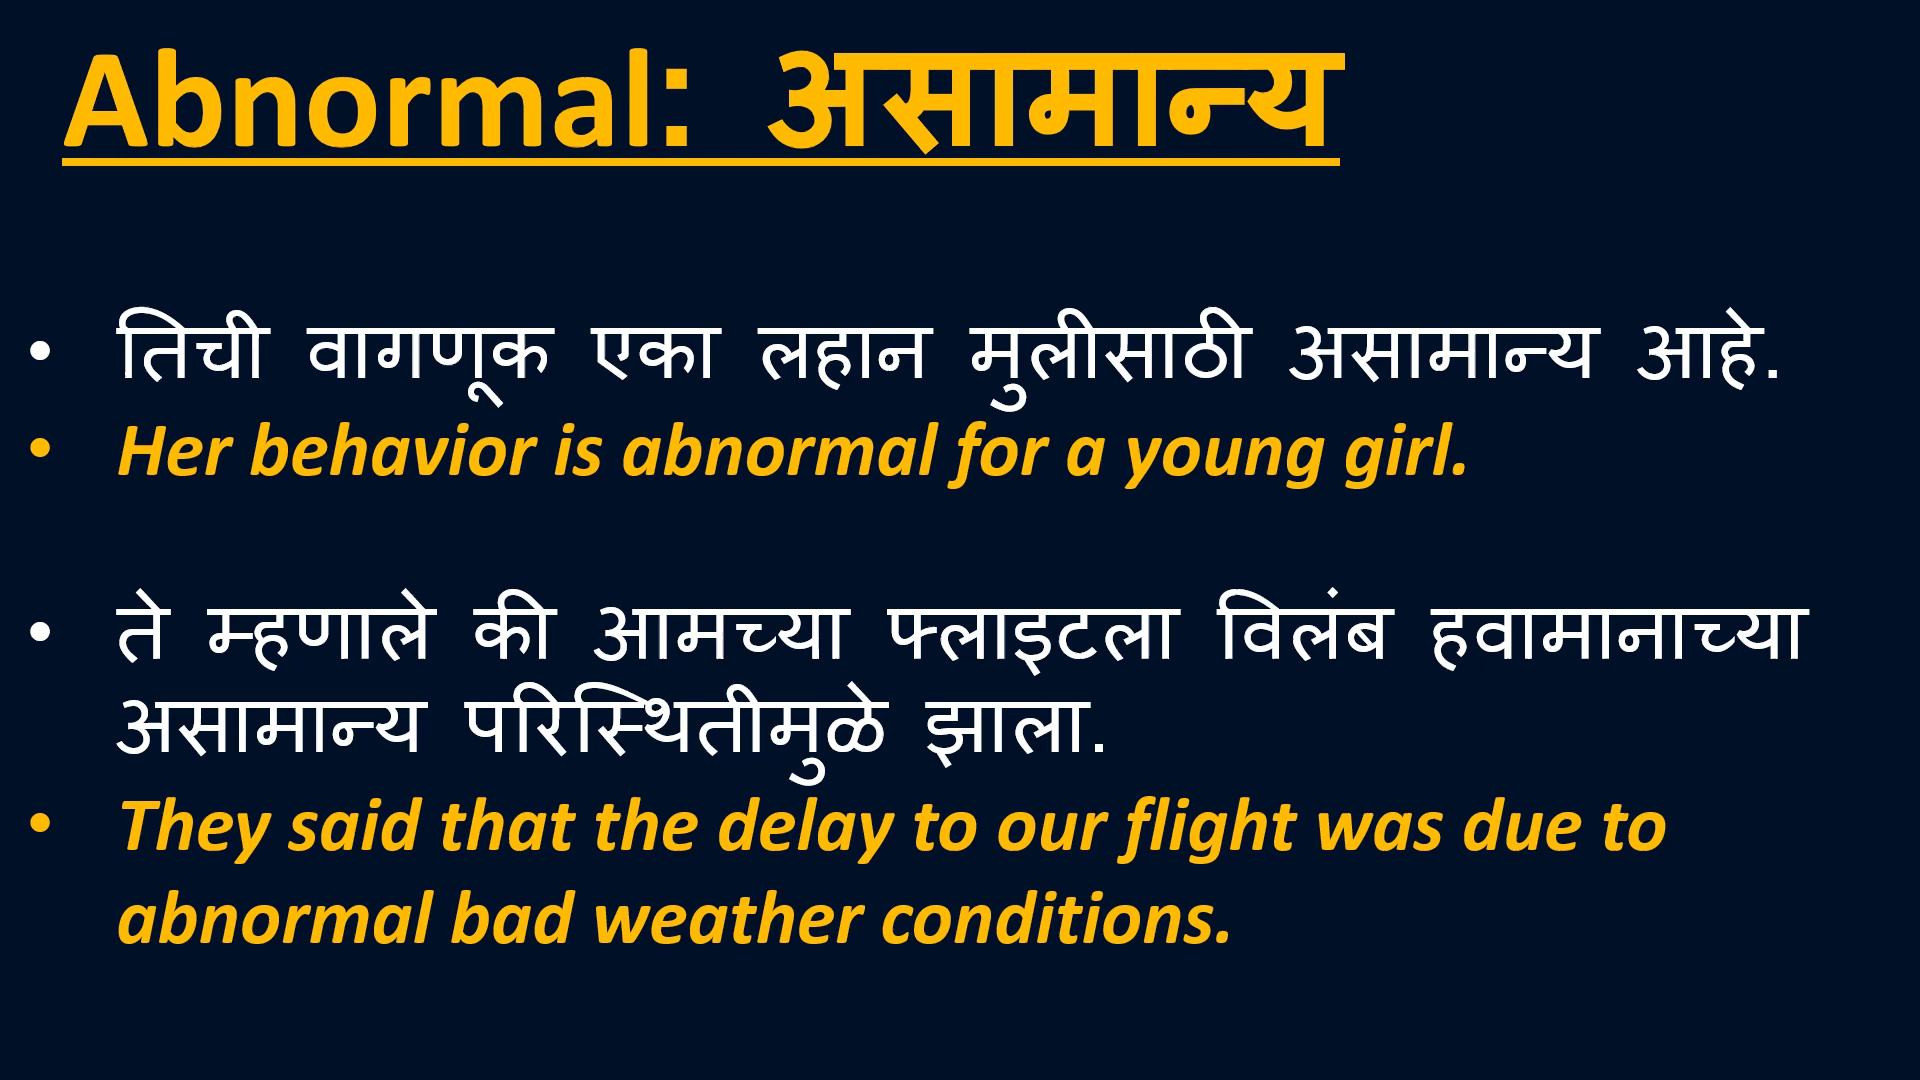 Abnormal: असामान्य
• तिची वागणूक एका लहान मुलीसाठी असामान्य आहे.
• Her behavior is abnormal for a young girl.
• ते म्हणाले की आमच्या फ्लाइटला विलंब हवामानाच्या
असामान्य परिस्थितीमुळे झाला.
• They said that the delay to our flight was due to
abnormal bad weather conditions.